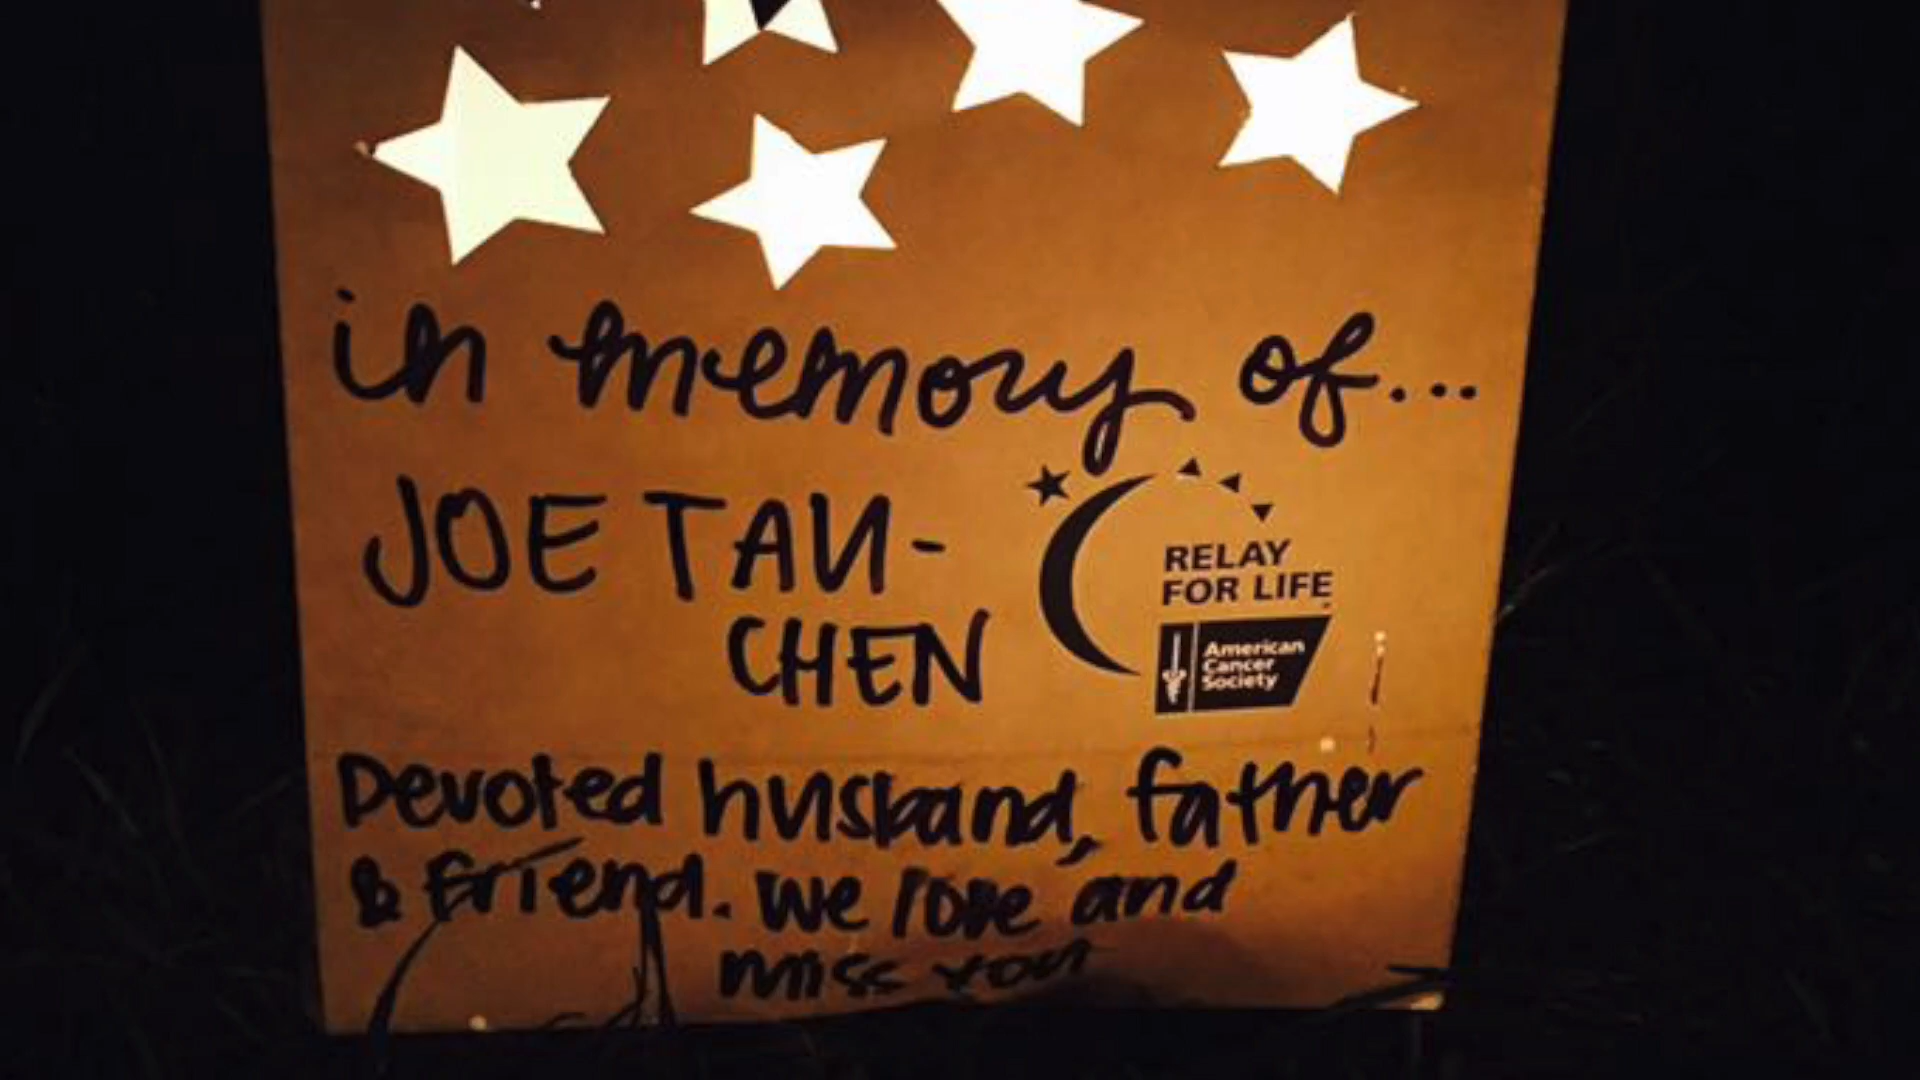 in memory of...
JOE TAU-
CHEN
RELAY
FOR LIFE
American
Cancer
Society
Devoted husband, father
& friend. we love and
miss you